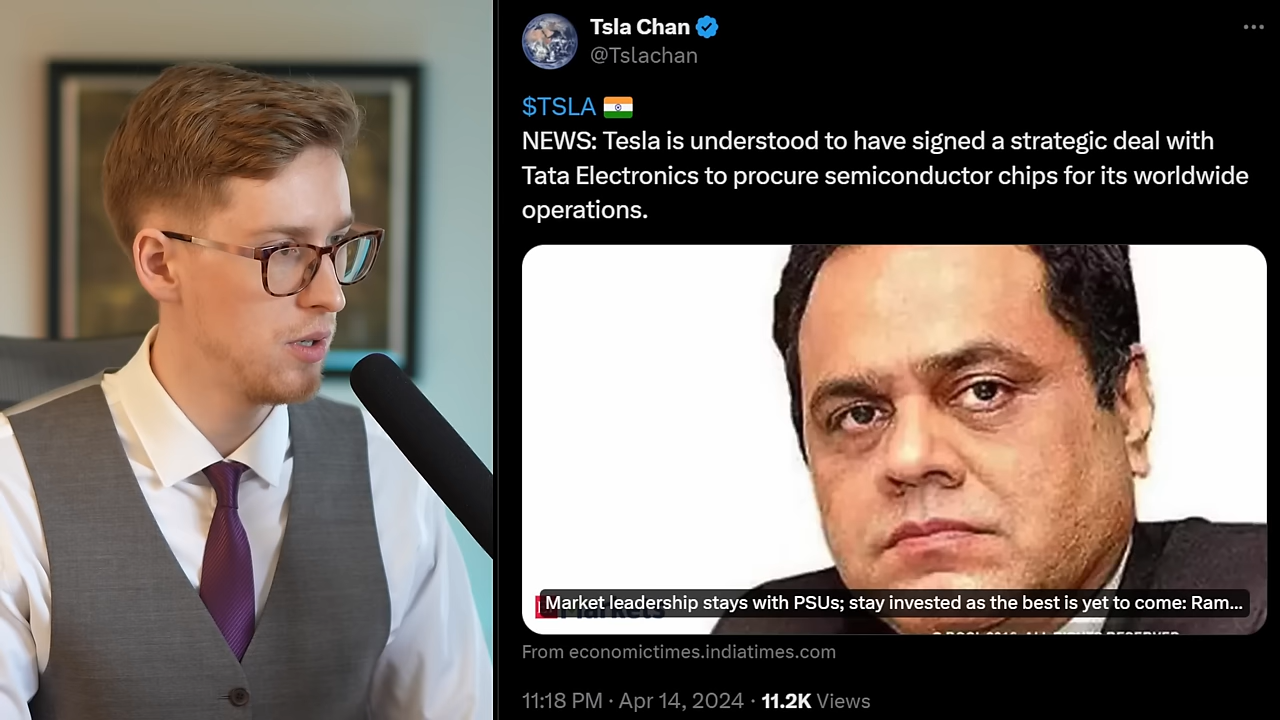 Tsla Chan
@Tslachan
$TSLA
NEWS: Tesla is understood to have signed a strategic deal with
Tata Electronics to procure semiconductor chips for its worldwide
operations.
Market leadership stays with PSUs; stay invested as the best is yet to come: Ram...
From economictimes.indiatimes.com
11:18 PM · Apr 14, 2024 · 11.2K Views